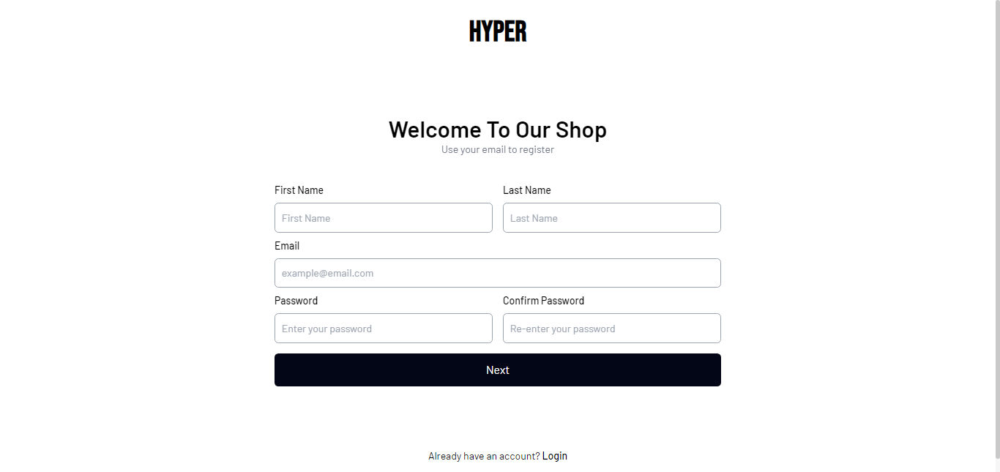 HYPER
Welcome To Our Shop
Use your email to register
First Name Last Name
First Name Last Name
Email
example@email.com
Password Confirm Password
Enter your password Re-enter your password
Next
Already have an account? Login